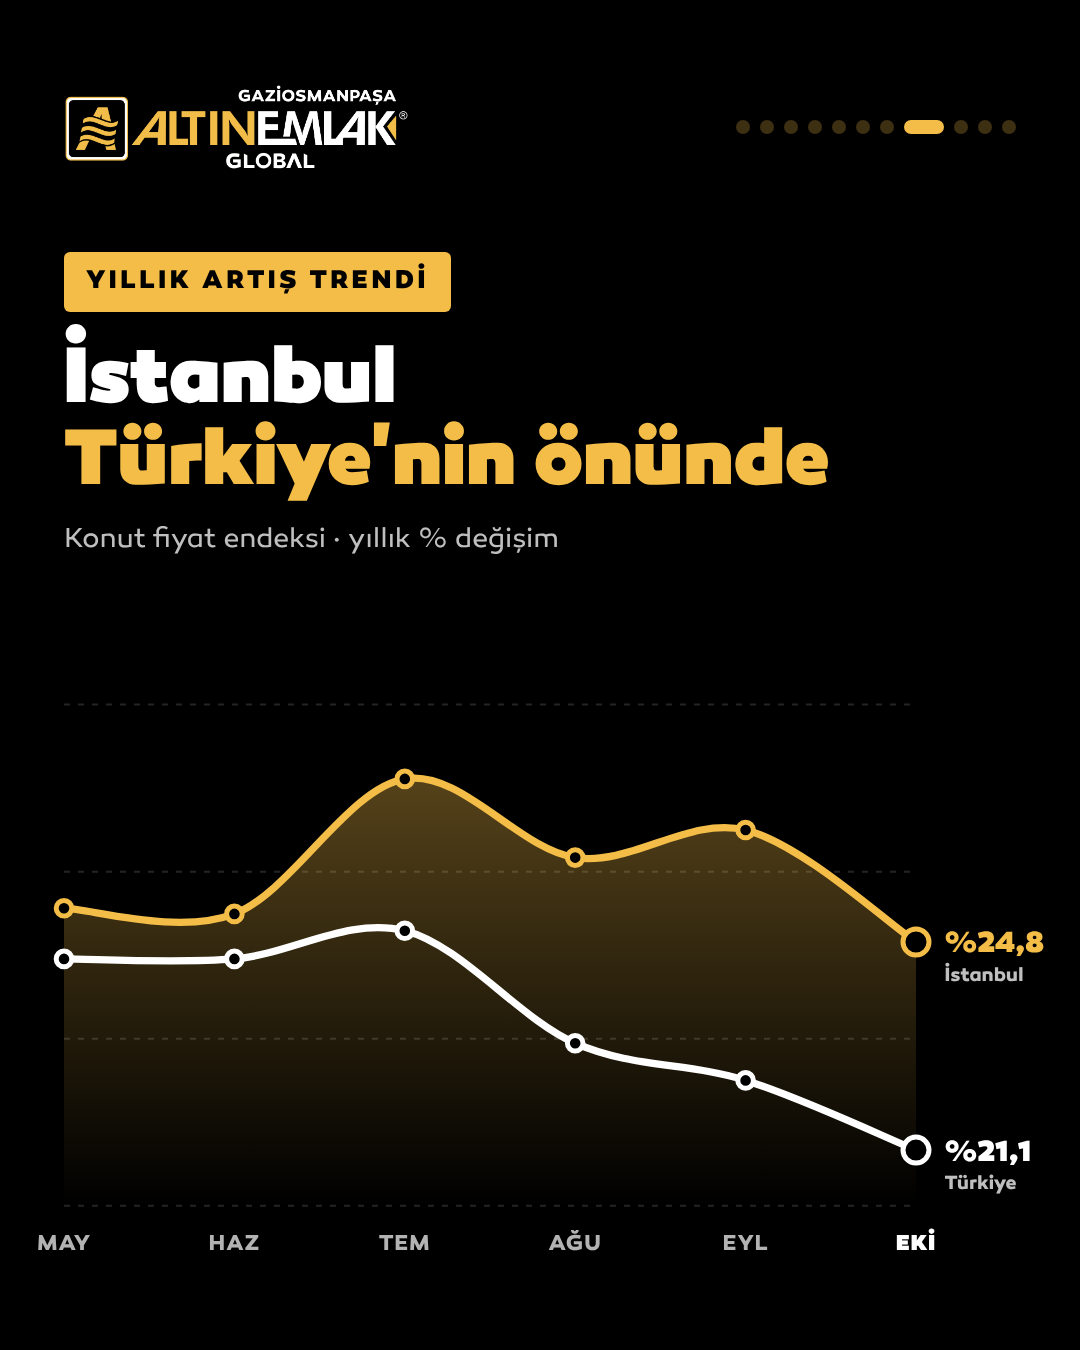 GAZİOSMANPAŞA
ALTINEMLAK®
GLOBAL
YILLIK ARTIŞ TRENDİ
İstanbul
Türkiye'nin önünde
Konut fiyat endeksi · yıllık % değişim
%24,8
İstanbul
%21,1
Türkiye
MAY HAZ TEM AĞU EYL EKİ